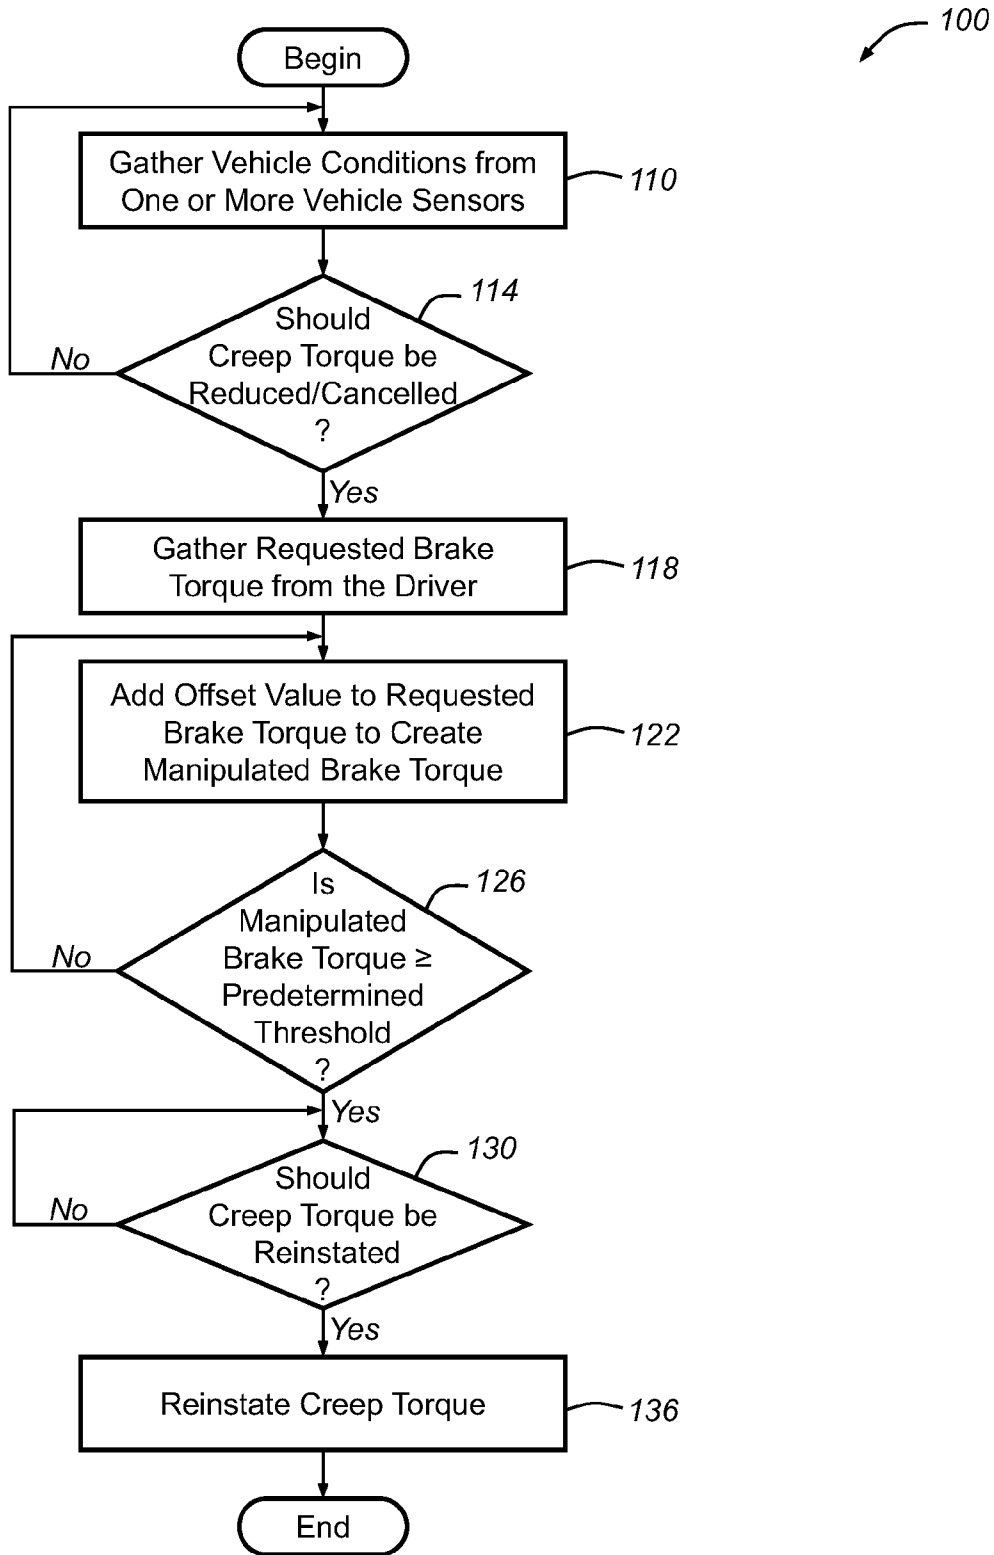 100
Begin
Gather Vehicle Conditions from
One or More Vehicle Sensors
110
114
Should
Creep Torque be
Reduced/Cancelled
?
No
Yes
Gather Requested Brake
Torque from the Driver
118
Add Offset Value to Requested
Brake Torque to Create
Manipulated Brake Torque
122
126
Is
Manipulated
Brake Torque ≥
Predetermined
Threshold
?
No
Yes
130
Should
Creep Torque be
Reinstated
?
No
Yes
Reinstate Creep Torque
136
End